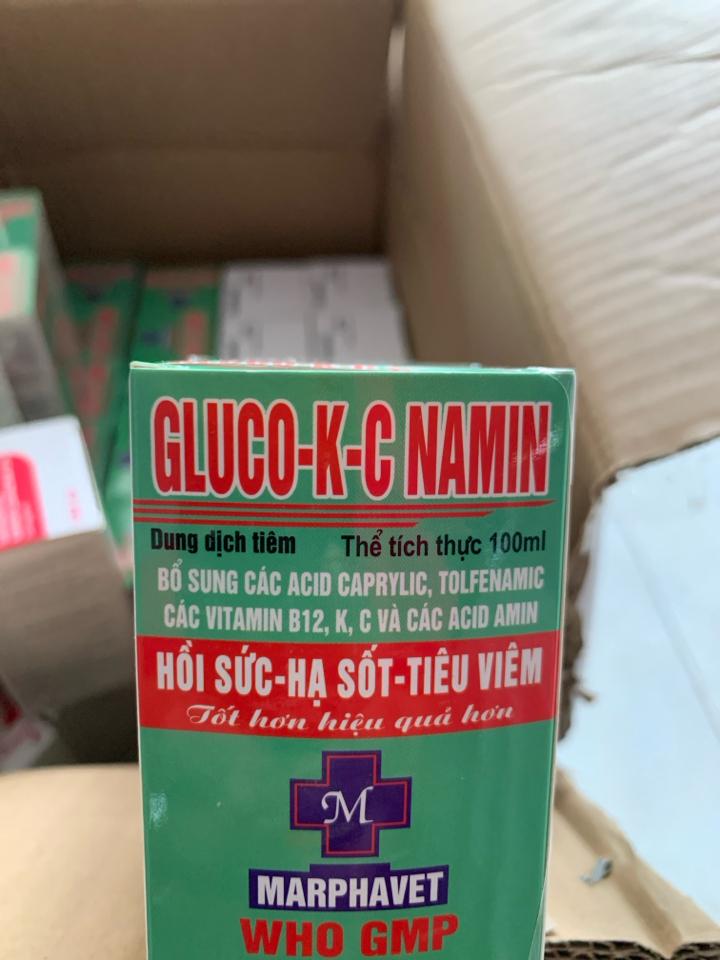 GLUCO-K-C NAMIN
Dung dịch tiêm Thể tích thực 100ml
BỔ SUNG CÁC ACID CAPRYLIC, TOLFENAMIC
CÁC VITAMIN B12, K, C VÀ CÁC ACID AMIN
HỒI SỨC-HẠ SỐT-TIÊU VIÊM
Tốt hơn hiệu quả hơn
M
MARPHAVET
WHO GMP